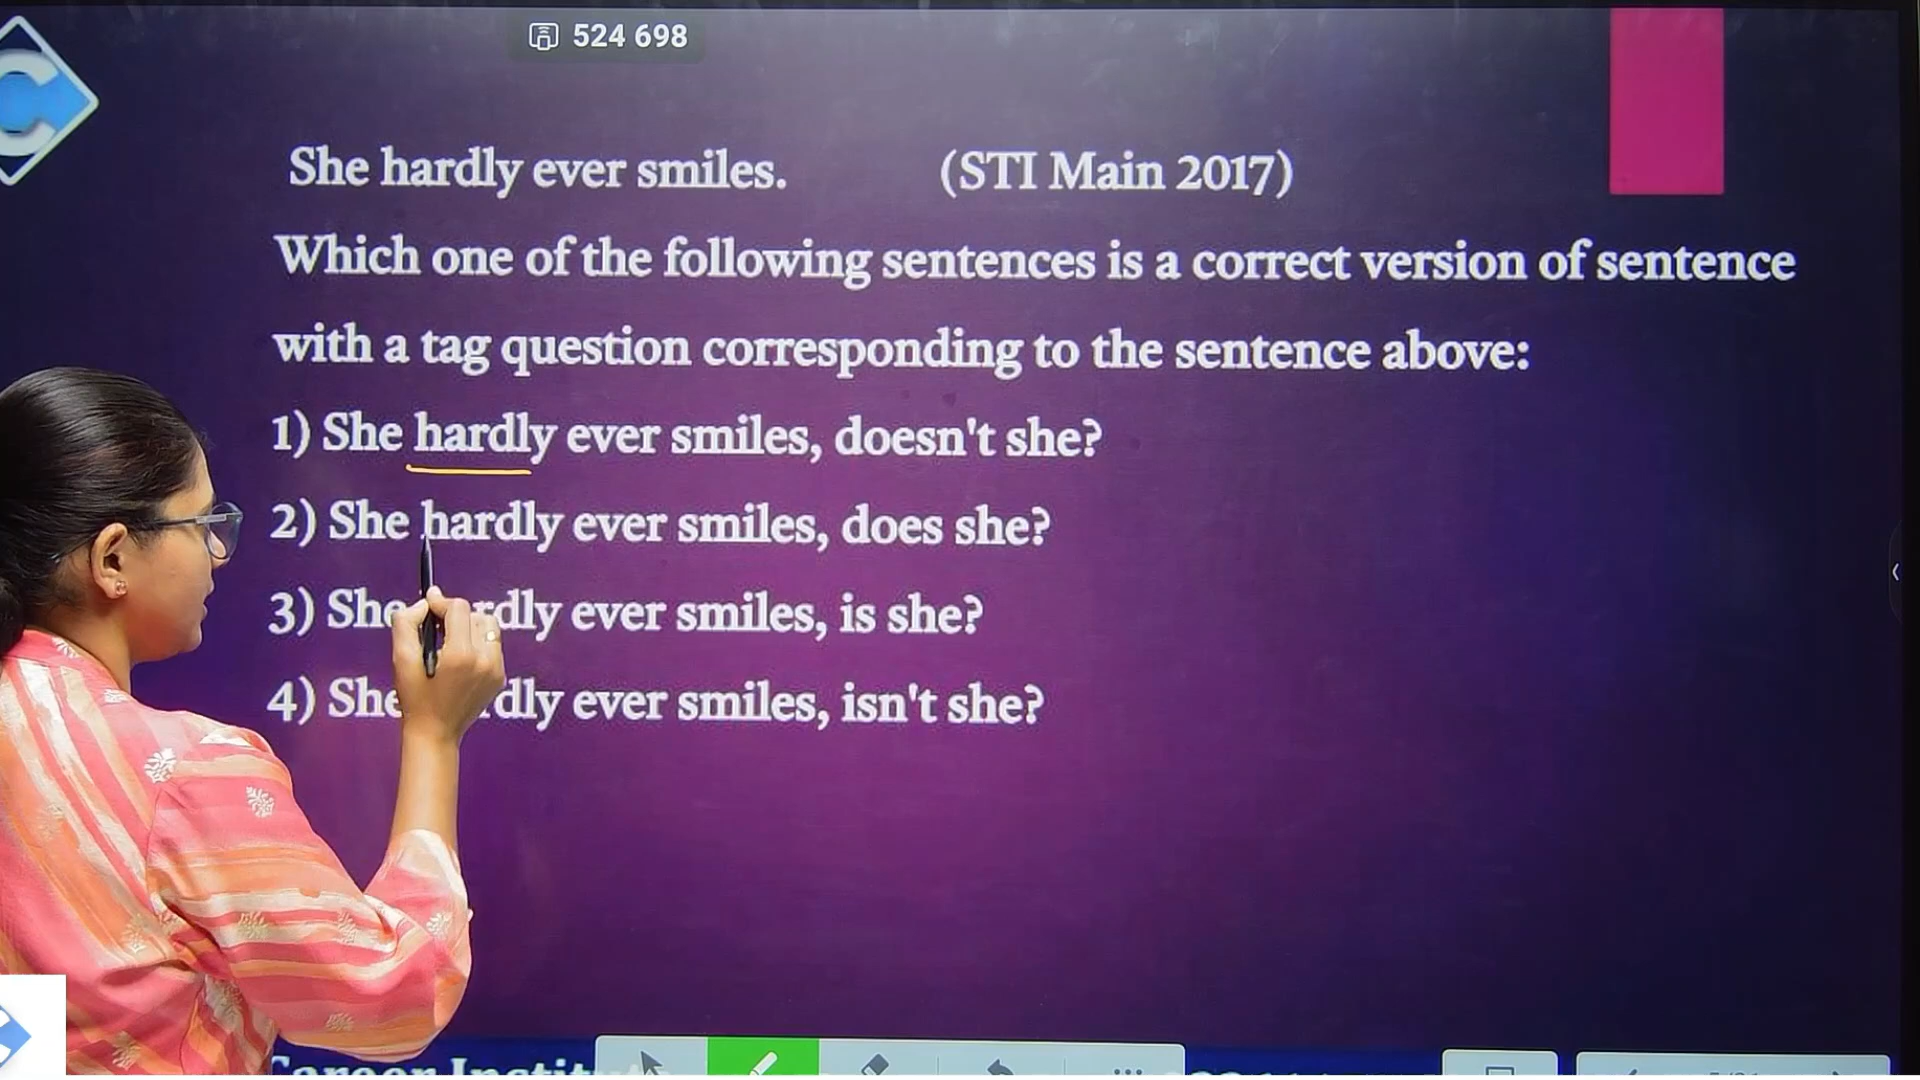 524 698
She hardly ever smiles. (STI Main 2017)
Which one of the following sentences is a correct version of sentence
with a tag question corresponding to the sentence above:
1) She hardly ever smiles, doesn't she?
2) She hardly ever smiles, does she?
3) She rdly ever smiles, is she?
4) She dly ever smiles, isn't she?